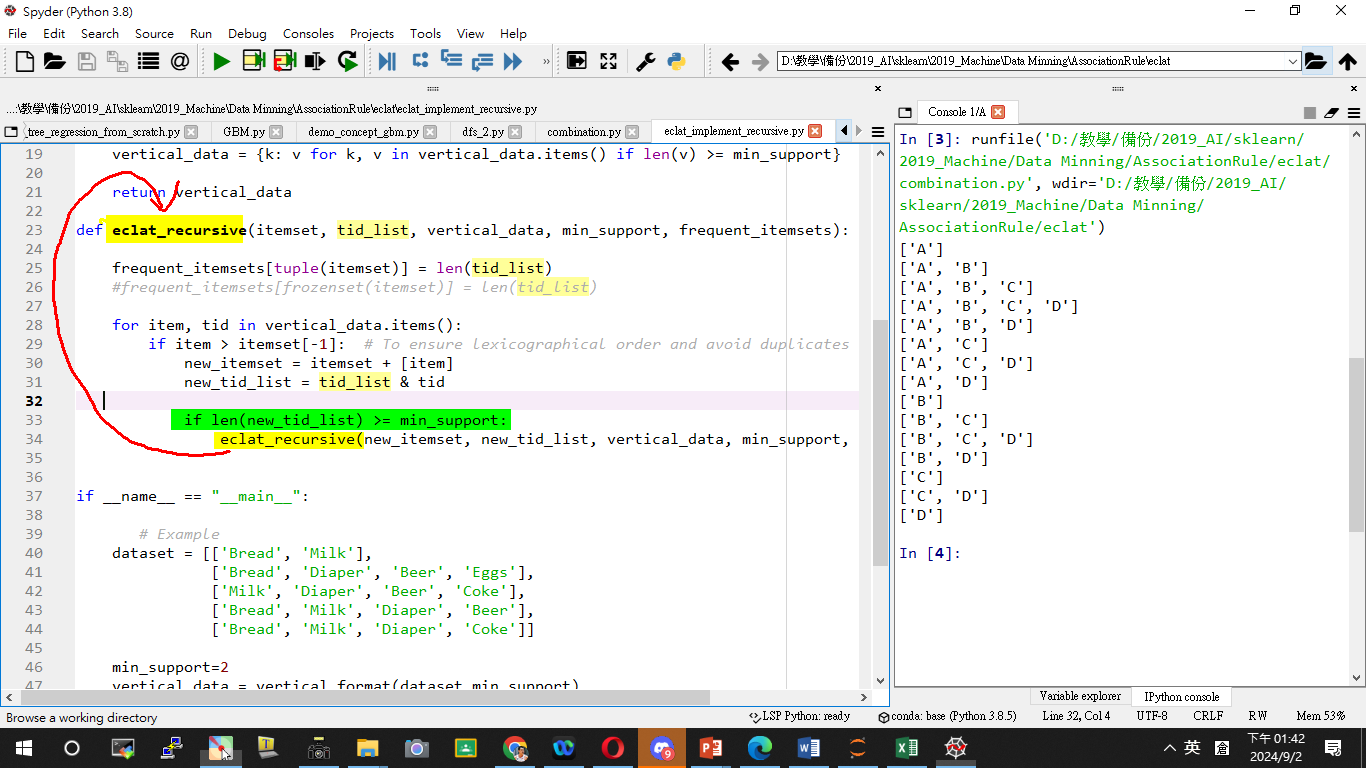 Spyder (Python 3.8)
File Edit Search Source Run Debug Consoles Projects Tools View Help
D:\教學\備份\2019_AI\sklearn\2019_Machine\Data Minning\AssociationRule\eclat
...:\教學\備份\2019_AI\sklearn\2019_Machine\Data Minning\AssociationRule\eclat\eclat_implement_recursive.py
_tree_regression_from_scratch.py GBM.py demo_concept_gbm.py dfs_2.py combination.py eclat_implement_recursive.py
19 vertical_data = {k: v for k, v in vertical_data.items() if len(v) >= min_support}
20
21 return vertical_data
22
23 def eclat_recursive(itemset, tid_list, vertical_data, min_support, frequent_itemsets):
24
25 frequent_itemsets[tuple(itemset)] = len(tid_list)
26 #frequent_itemsets[frozenset(itemset)] = len(tid_list)
27
28 for item, tid in vertical_data.items():
29 if item > itemset[-1]: # To ensure lexicographical order and avoid duplicates
30 new_itemset = itemset + [item]
31 new_tid_list = tid_list & tid
32
33 if len(new_tid_list) >= min_support:
34 eclat_recursive(new_itemset, new_tid_list, vertical_data, min_support,
35
36
37 if __name__ == "__main__":
38
39 # Example
40 dataset = [['Bread', 'Milk'],
41 ['Bread', 'Diaper', 'Beer', 'Eggs'],
42 ['Milk', 'Diaper', 'Beer', 'Coke'],
43 ['Bread', 'Milk', 'Diaper', 'Beer'],
44 ['Bread', 'Milk', 'Diaper', 'Coke']]
45
46 min_support=2
47 vertical_data = vertical_format(dataset,min_support)
Console 1/A
In [3]: runfile('D:/教學/備份/2019_AI/sklearn/
2019_Machine/Data Minning/AssociationRule/eclat/
combination.py', wdir='D:/教學/備份/2019_AI/
sklearn/2019_Machine/Data Minning/
AssociationRule/eclat')
['A']
['A', 'B']
['A', 'B', 'C']
['A', 'B', 'C', 'D']
['A', 'B', 'D']
['A', 'C']
['A', 'C', 'D']
['A', 'D']
['B']
['B', 'C']
['B', 'C', 'D']
['B', 'D']
['C']
['C', 'D']
['D']
In [4]:
Variable explorer IPython console
Browse a working directory LSP Python: ready conda: base (Python 3.8.5) Line 32, Col 4 UTF-8 CRLF RW Mem 53%
英 下午 01:42
2024/9/2